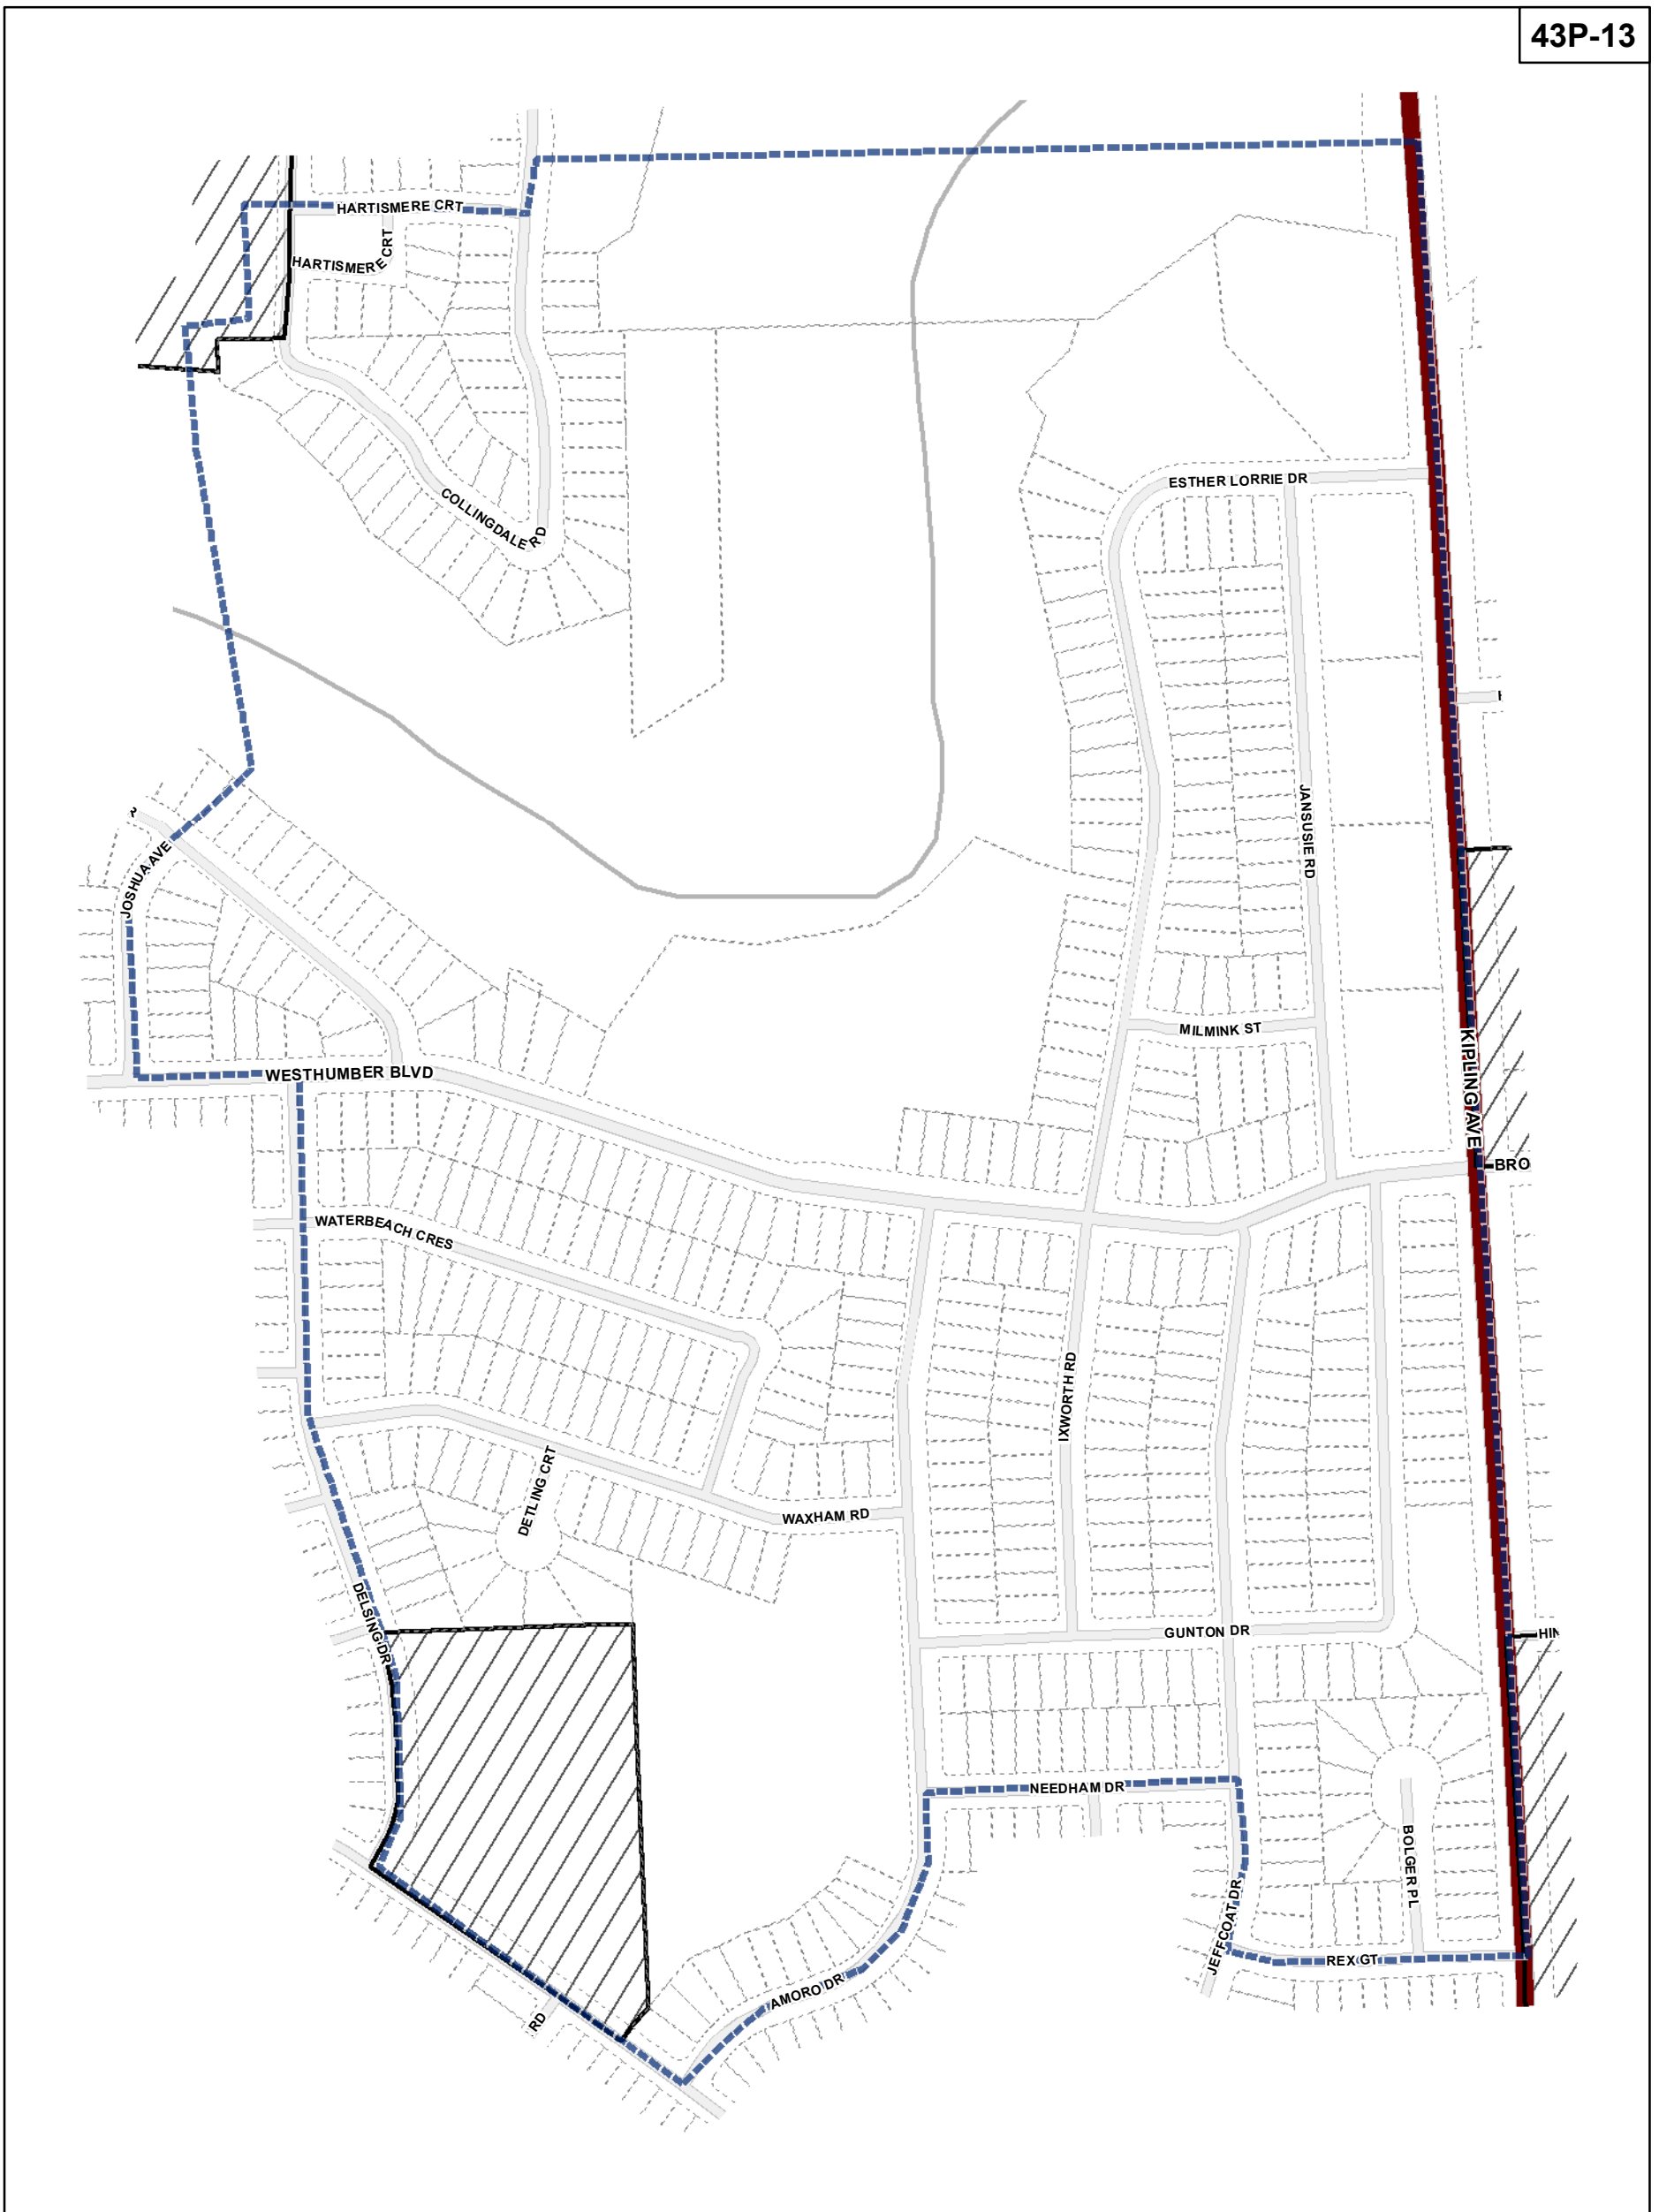 43P-13
HARTISMERE CRT
HARTISMERE CRT
COLLINGDALE RD
ESTHER LORRIE DR
JANSUSIE RD
JOSHUA AVE
R
MILMINK ST
KIPLING AVE
WESTHUMBER BLVD
BRO
WATERBEACH CRES
IXWORTH RD
DETLING CRT
WAXHAM RD
DELSING DR
GUNTON DR
HIN
NEEDHAM DR
BOLGER PL
JEFFCOAT DR
REX GT
AMORO DR
RD